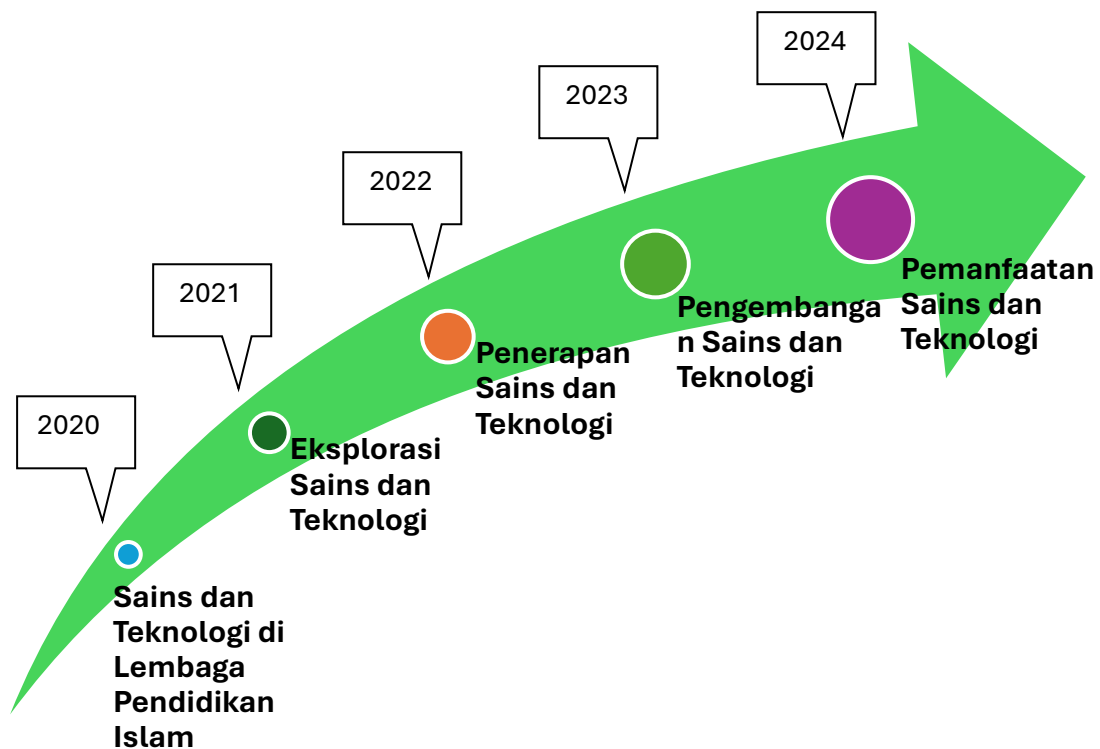 2020
Sains dan
Teknologi di
Lembaga
Pendidikan
Islam
2021
Eksplorasi
Sains dan
Teknologi
2022
Penerapan
Sains dan
Teknologi
2023
Pengembanga
n Sains dan
Teknologi
2024
Pemanfaatan
Sains dan
Teknologi